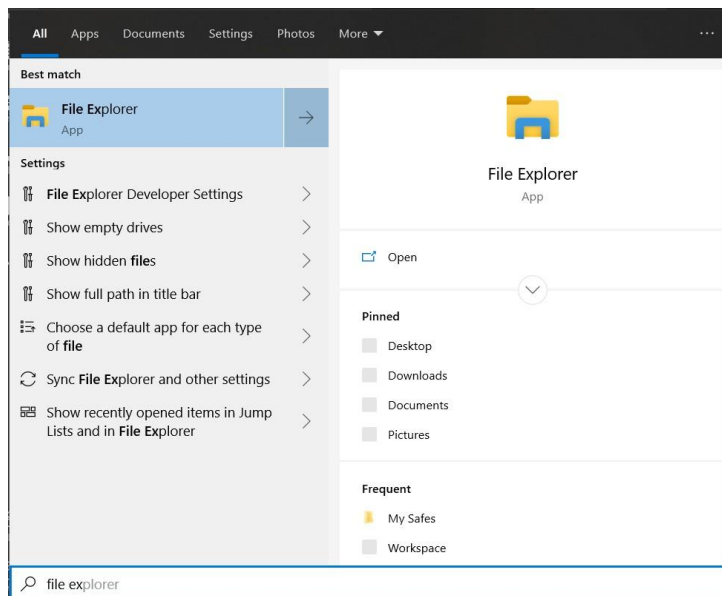 All Apps Documents Settings Photos More
Best match
File Explorer
App
Settings
File Explorer Developer Settings
Show empty drives
Show hidden files
Show full path in title bar
Choose a default app for each type
of file
Sync File Explorer and other settings
Show recently opened items in Jump
Lists and in File Explorer
File Explorer
App
Open
Pinned
Desktop
Downloads
Documents
Pictures
Frequent
My Safes
Workspace
file explorer